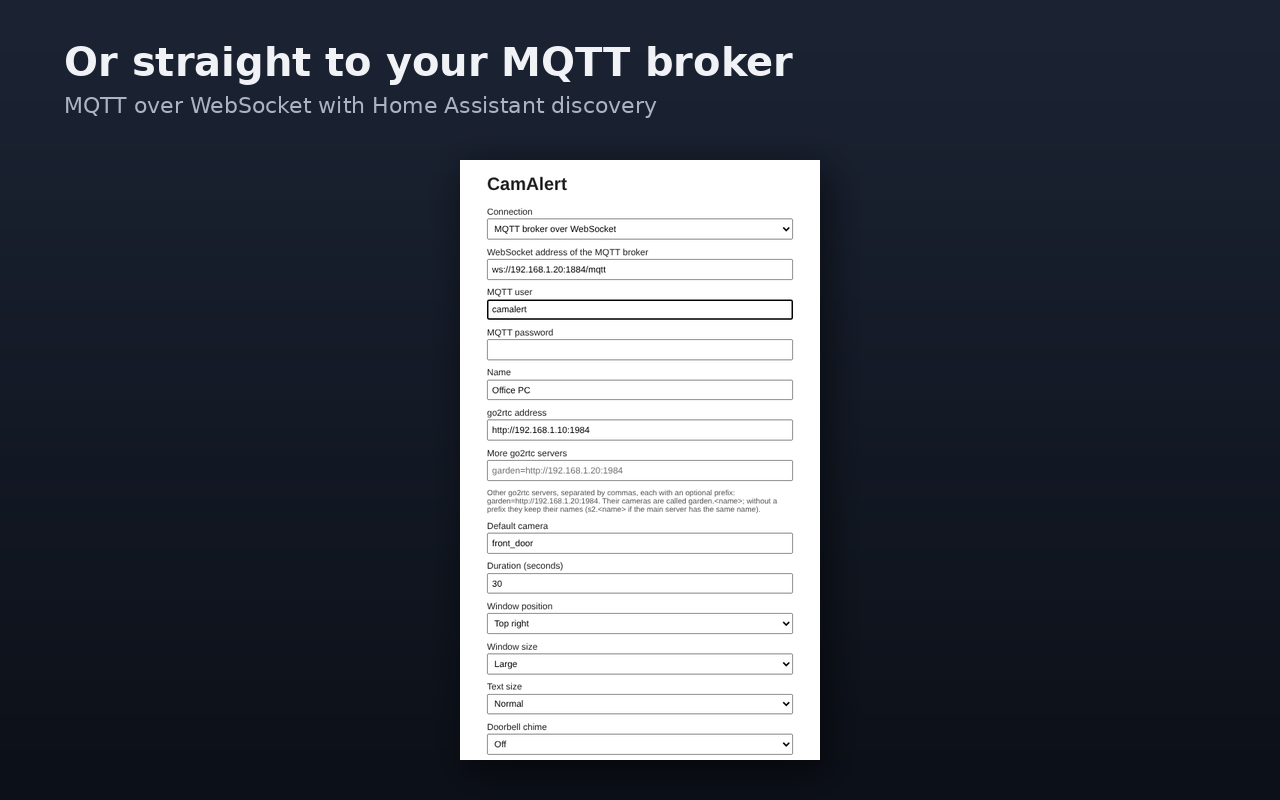 Or straight to your MQTT broker
MQTT over WebSocket with Home Assistant discovery
CamAlert
Connection
MQTT broker over WebSocket
WebSocket address of the MQTT broker
ws://192.168.1.20:1884/mqtt
MQTT user
camalert
MQTT password
Name
Office PC
go2rtc address
http://192.168.1.10:1984
More go2rtc servers
garden=http://192.168.1.20:1984
Other go2rtc servers, separated by commas, each with an optional prefix:
garden=http://192.168.1.20:1984. Their cameras are called garden.<name>; without a
prefix they keep their names (s2.<name> if the main server has the same name).
Default camera
front_door
Duration (seconds)
30
Window position
Top right
Window size
Large
Text size
Normal
Doorbell chime
Off